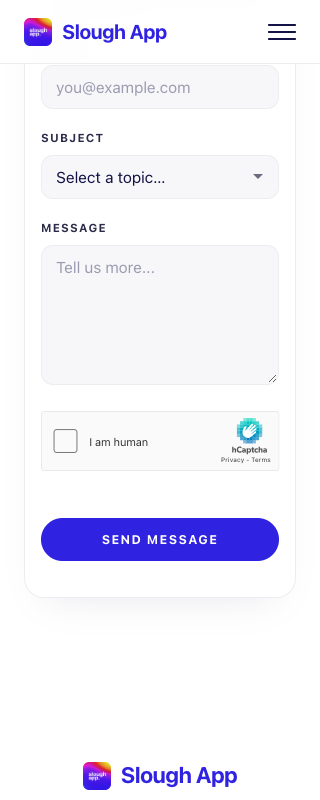 slough
app.
Slough App
you@example.com
SUBJECT
Select a topic...
MESSAGE
Tell us more...
I am human
hCaptcha
Privacy - Terms
SEND MESSAGE
slough
app.
Slough App